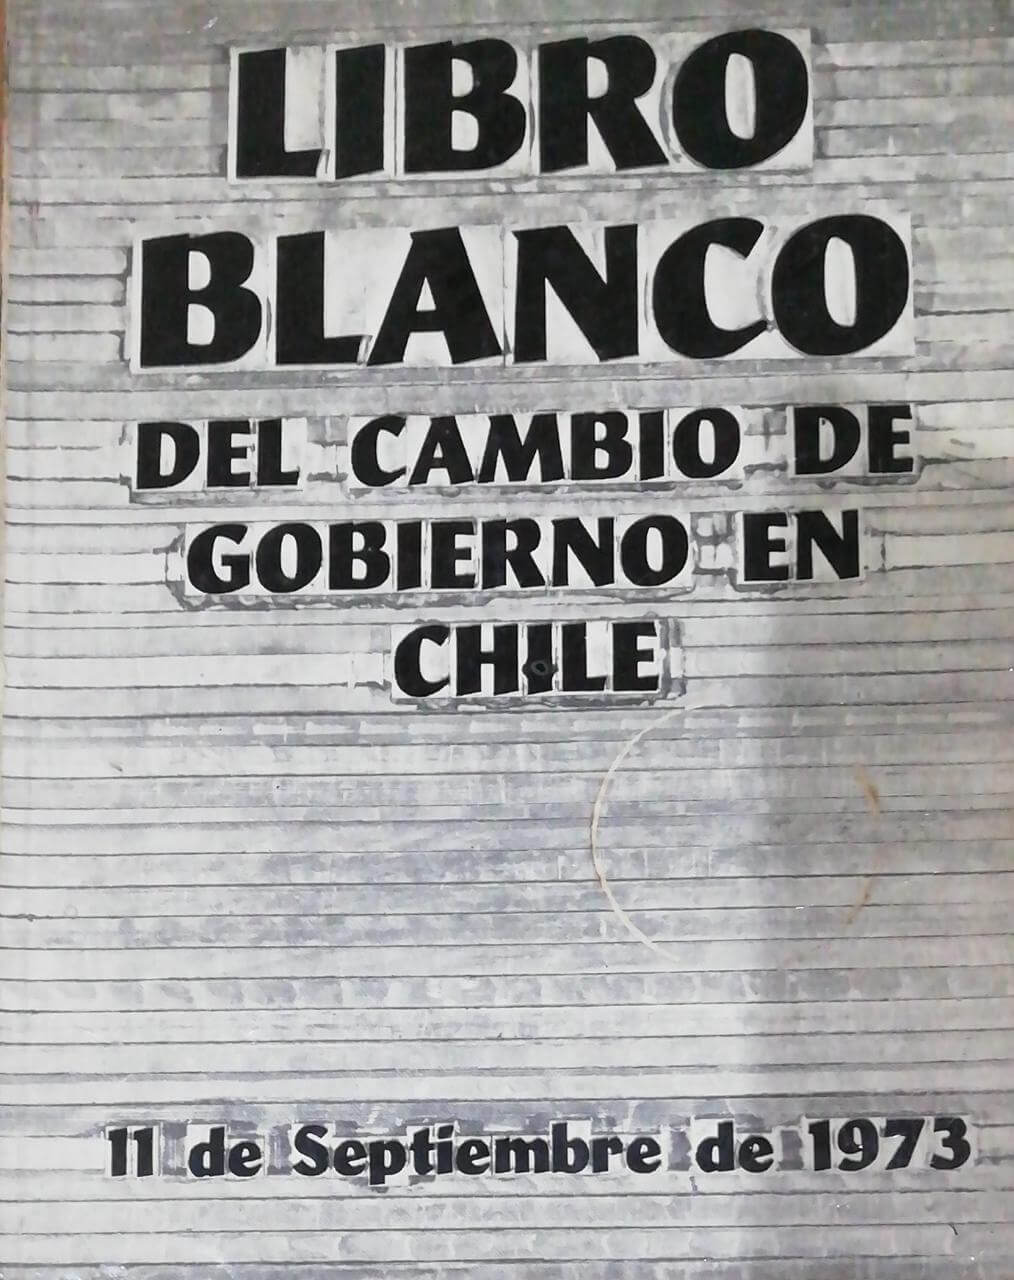 LIBRO
BLANCO
DEL CAMBIO DE
GOBIERNO EN
CHILE
11 de Septiembre de 1973